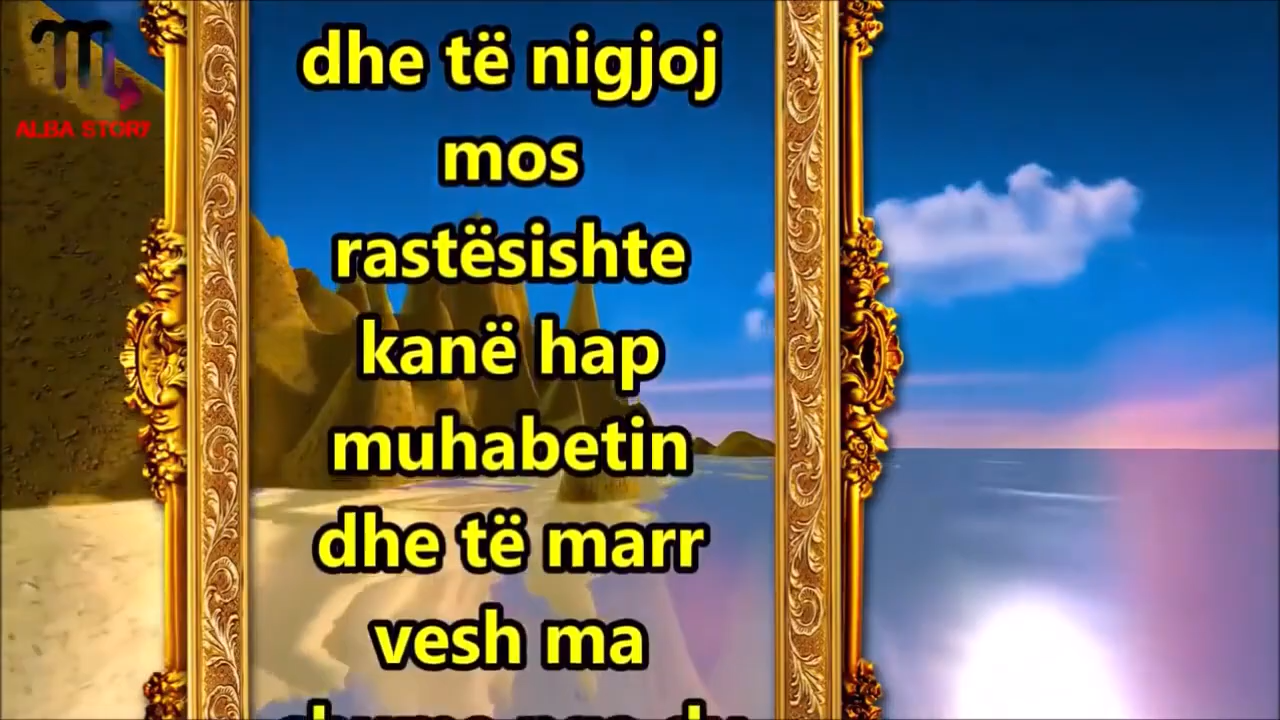 ALBA STORY
dhe të nigjoj
mos
rastësishte
kanë hap
muhabetin
dhe të marr
vesh ma